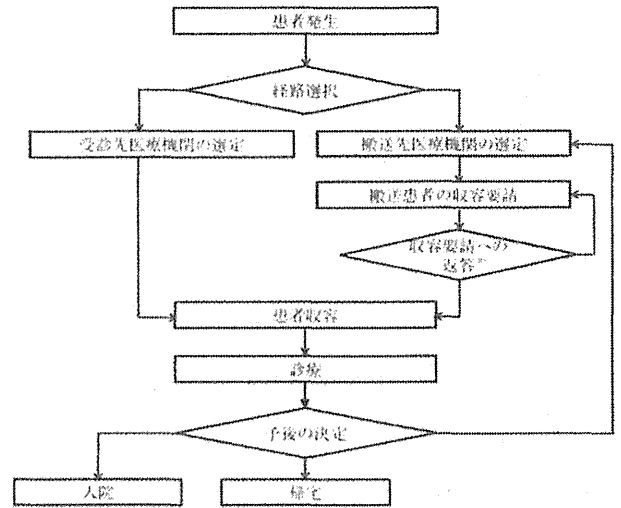 患者発生
経路選択
受診先医療機関の選定
搬送先医療機関の選定
搬送患者の収容要請
収容要請への
返答
患者収容
診療
予後の決定
入院
帰宅